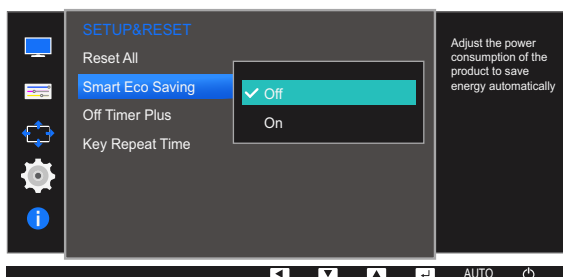 SETUP&RESET
Reset All
Smart Eco Saving
Off Timer Plus
Key Repeat Time
Off
On
Adjust the power
consumption of the
product to save
energy automatically
AUTO